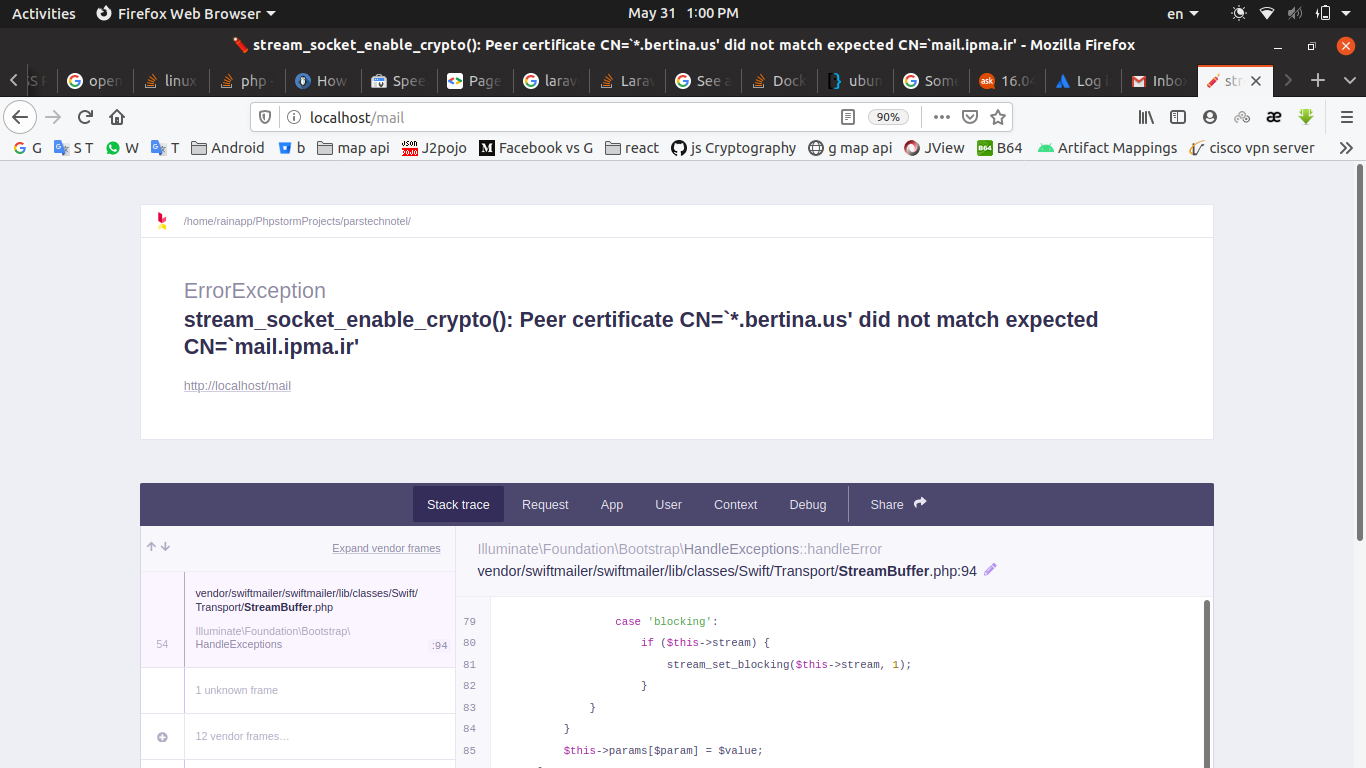 Activities Firefox Web Browser May 31 1:00 PM en
stream_socket_enable_crypto(): Peer certificate CN=`*.bertina.us' did not match expected CN=`mail.ipma.ir' - Mozilla Firefox
open linux php - How Spee Page larav Larav See a Dock ubun Some 16.04 Log i Inbo str
localhost/mail 90%
G S T W T Android b map api J2pojo Facebook vs G react js Cryptography g map api JView B64 Artifact Mappings cisco vpn server
/home/rainapp/PhpstormProjects/parstechnotel/
ErrorException
stream_socket_enable_crypto(): Peer certificate CN=`*.bertina.us' did not match expected
CN=`mail.ipma.ir'
http://localhost/mail
Stack trace Request App User Context Debug Share
Expand vendor frames
vendor/swiftmailer/swiftmailer/lib/classes/Swift/
Transport/StreamBuffer.php
Illuminate\Foundation\Bootstrap\
54 HandleExceptions :94
1 unknown frame
12 vendor frames…
Illuminate\Foundation\Bootstrap\HandleExceptions::handleError
vendor/swiftmailer/swiftmailer/lib/classes/Swift/Transport/StreamBuffer.php:94
79 case 'blocking':
80 if ($this->stream) {
81 stream_set_blocking($this->stream, 1);
82 }
83 }
84 }
85 $this->params[$param] = $value;